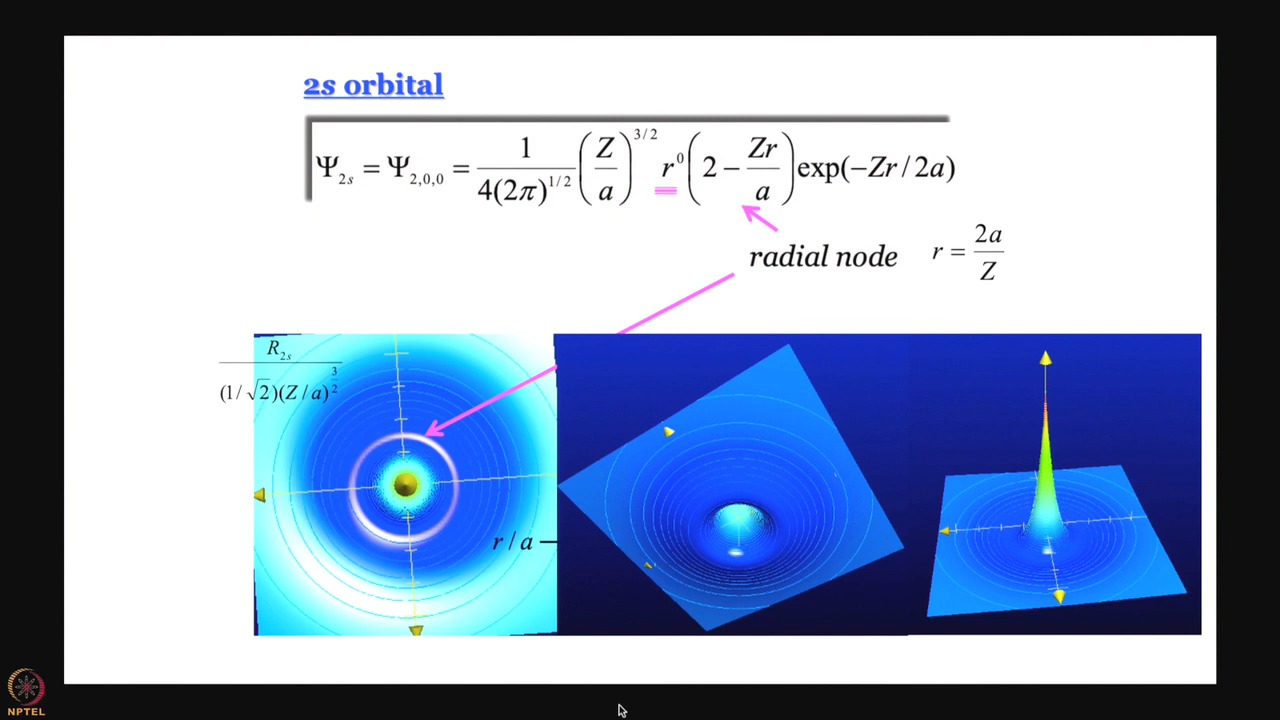 2s orbital
Ψ₂ₛ = Ψ₂,₀,₀ = 1/(4(2π)^{1/2}) (Z/a)^{3/2} r⁰ (2 − Zr/a) exp(−Zr/2a)
radial node r = 2a/Z
R₂ₛ/((1/√2)(Z/a)^{3/2})
r/a
NPTEL